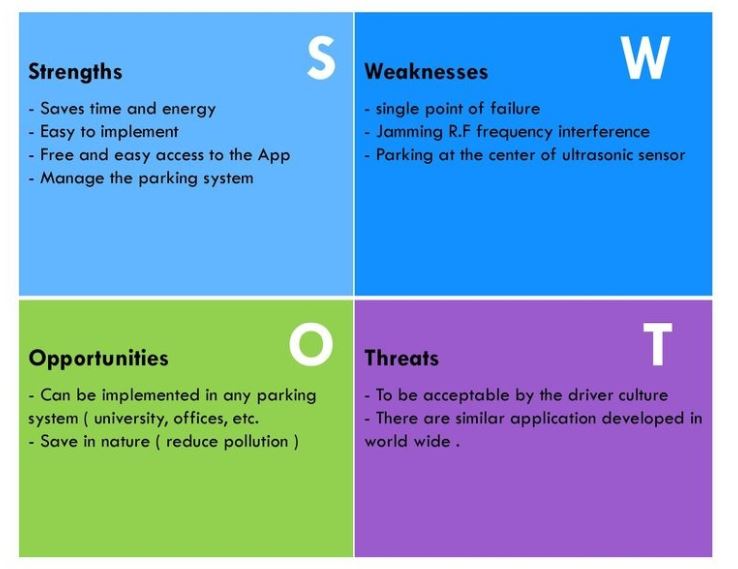 S
Strengths
- Saves time and energy
- Easy to implement
- Free and easy access to the App
- Manage the parking system
W
Weaknesses
- single point of failure
- Jamming R.F frequency interference
- Parking at the center of ultrasonic sensor
O
Opportunities
- Can be implemented in any parking
system ( university, offices, etc.
- Save in nature ( reduce pollution )
T
Threats
- To be acceptable by the driver culture
- There are similar application developed in
world wide .